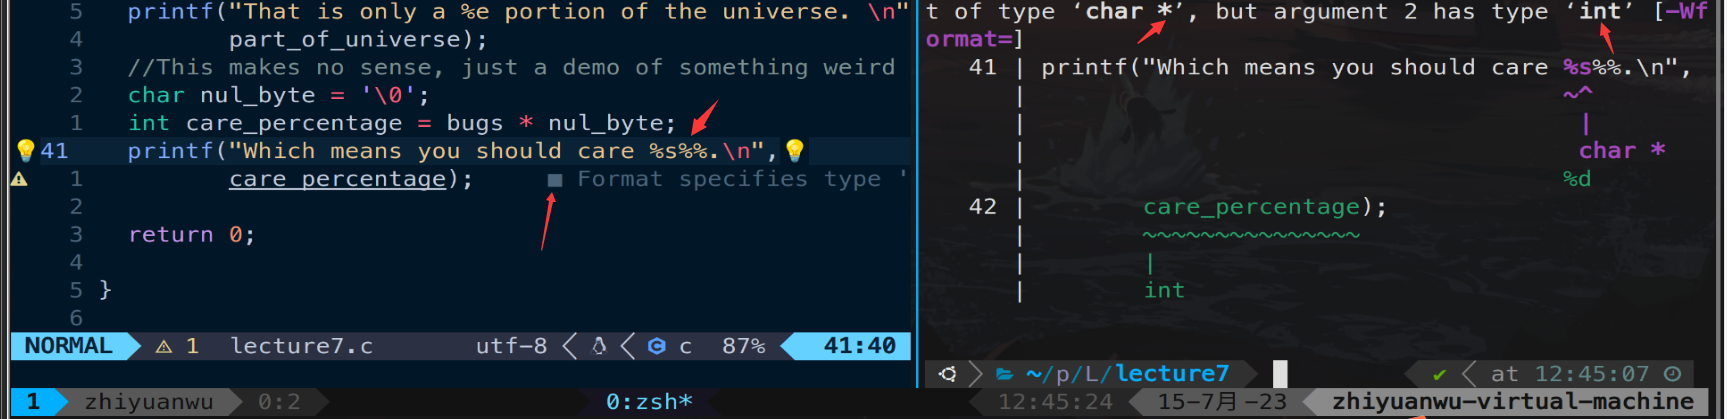 5 printf("That is only a %e portion of the universe. \n"
4 part_of_universe);
3 //This makes no sense, just a demo of something weird
2 char nul_byte = '\0';
1 int care_percentage = bugs * nul_byte;
41 printf("Which means you should care %s%%.\n",
1 care_percentage); ■ Format specifies type '
2
3 return 0;
4
5 }
6
NORMAL ⚠ 1 lecture7.c utf-8 c 87% 41:40
t of type ‘char *’, but argument 2 has type ‘int’ [-Wf
ormat=]
41 | printf("Which means you should care %s%%.\n",
| ~^
| |
| char *
| %d
42 | care_percentage);
| ~~~~~~~~~~~~~~~
| |
| int
~/p/L/lecture7 ✔ at 12:45:07
1 zhiyuanwu 0:2 0:zsh* 12:45:24 15-7月-23 zhiyuanwu-virtual-machine